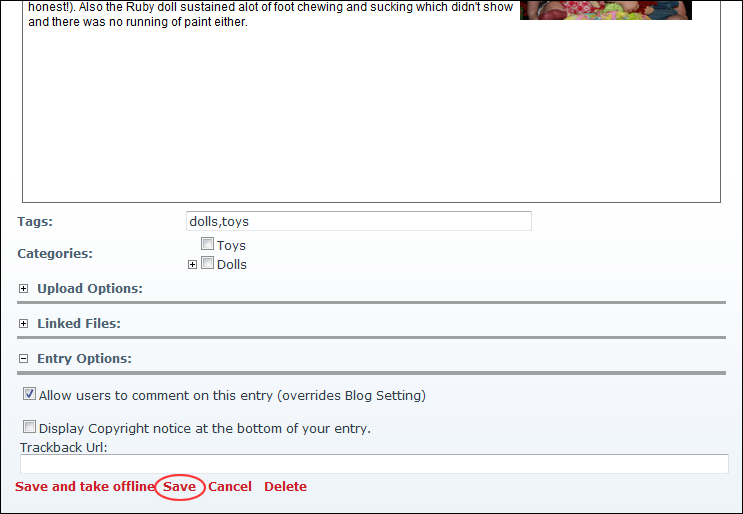 honest!). Also the Ruby doll sustained alot of foot chewing and sucking which didn't show
and there was no running of paint either.
Tags: dolls,toys
Toys
Categories:
Dolls
Upload Options:
Linked Files:
Entry Options:
Allow users to comment on this entry (overrides Blog Setting)
Display Copyright notice at the bottom of your entry.
Trackback Url:
Save and take offline Save Cancel Delete